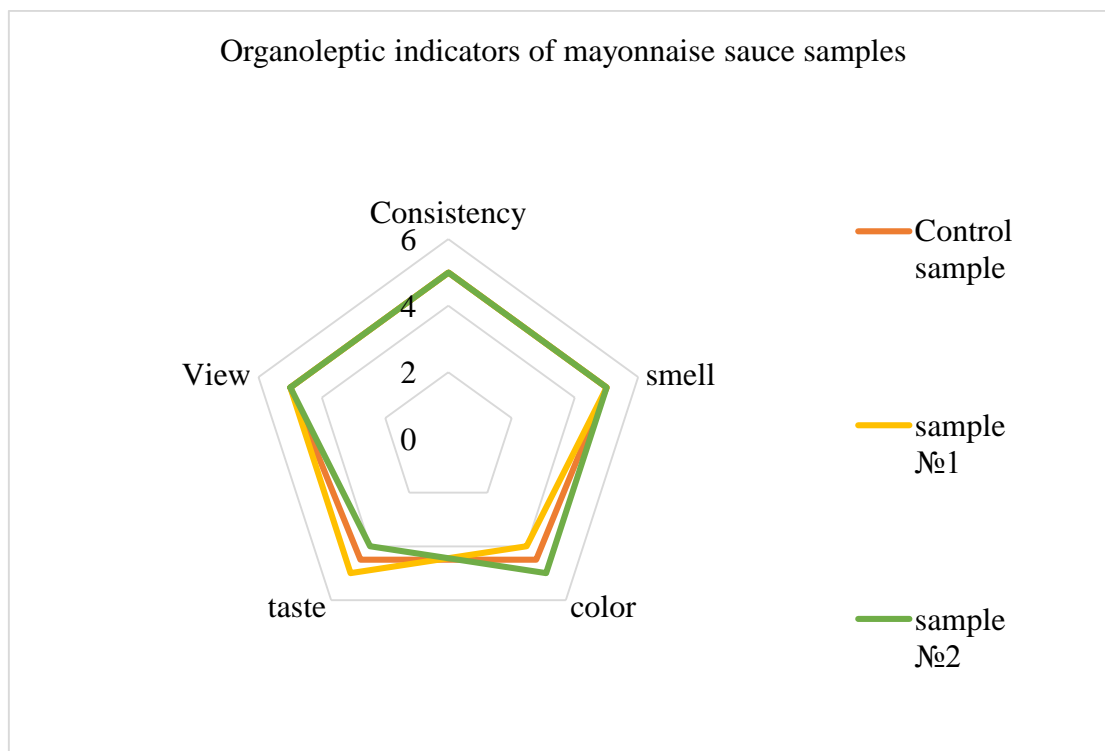 Organoleptic indicators of mayonnaise sauce samples
Consistency
6
4
2
0
View
smell
taste
color
Control
sample
sample
№1
sample
№2